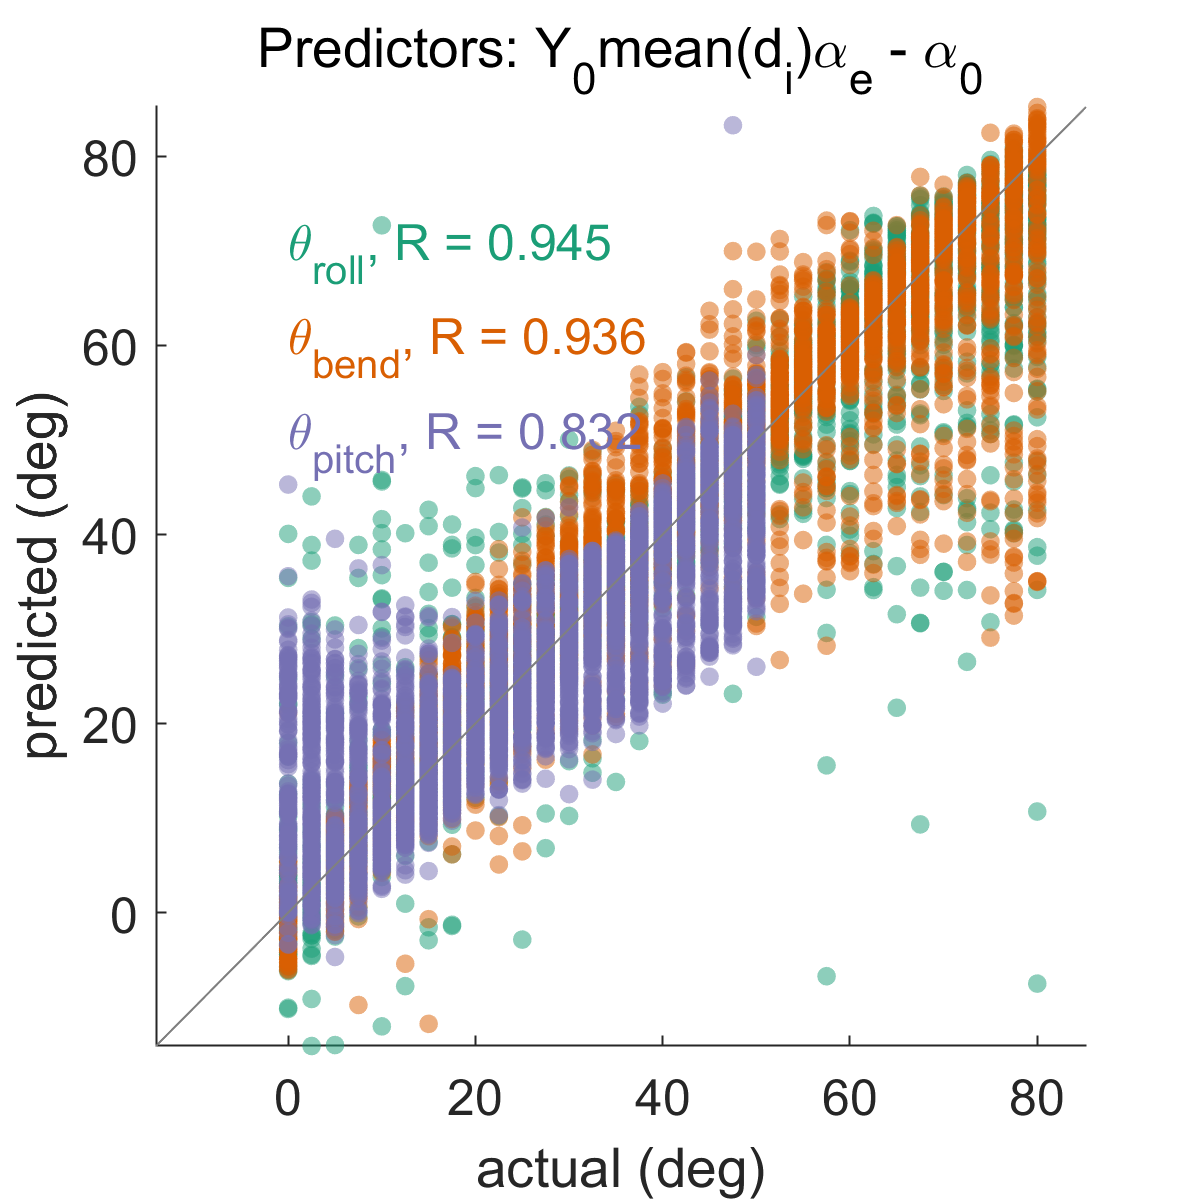 Predictors: Y₀mean(dᵢ)αₑ - α₀
80
60
40
20
0
θroll, R = 0.945
θbend, R = 0.936
θpitch, R = 0.832
predicted (deg)
0 20 40 60 80
actual (deg)